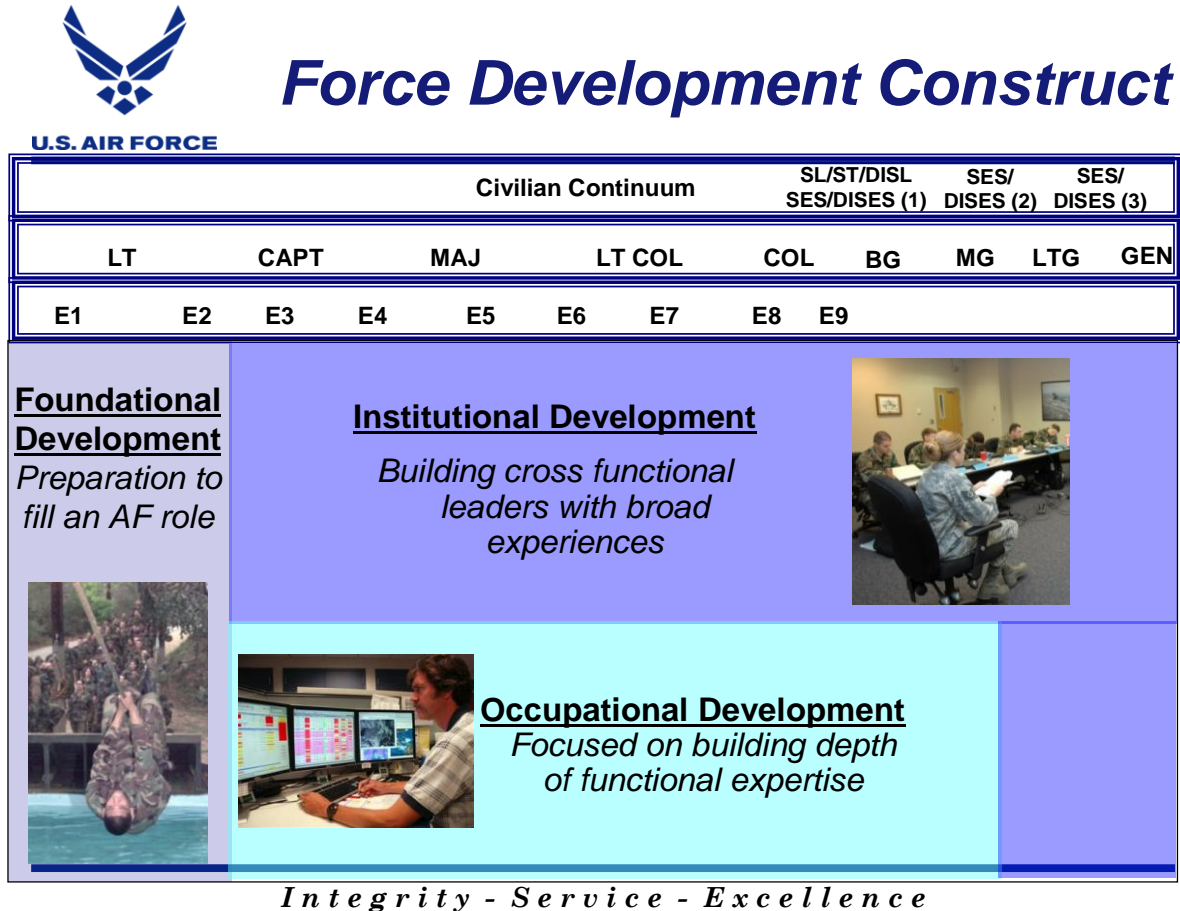 U.S. AIR FORCE
Force Development Construct
Civilian Continuum
SL/ST/DISL
SES/DISES (1)
SES/
DISES (2)
SES/
DISES (3)
LT CAPT MAJ LT COL COL BG MG LTG GEN
E1 E2 E3 E4 E5 E6 E7 E8 E9
Foundational
Development
Preparation to
fill an AF role
Institutional Development
Building cross functional
leaders with broad
experiences
Occupational Development
Focused on building depth
of functional expertise
Integrity - Service - Excellence